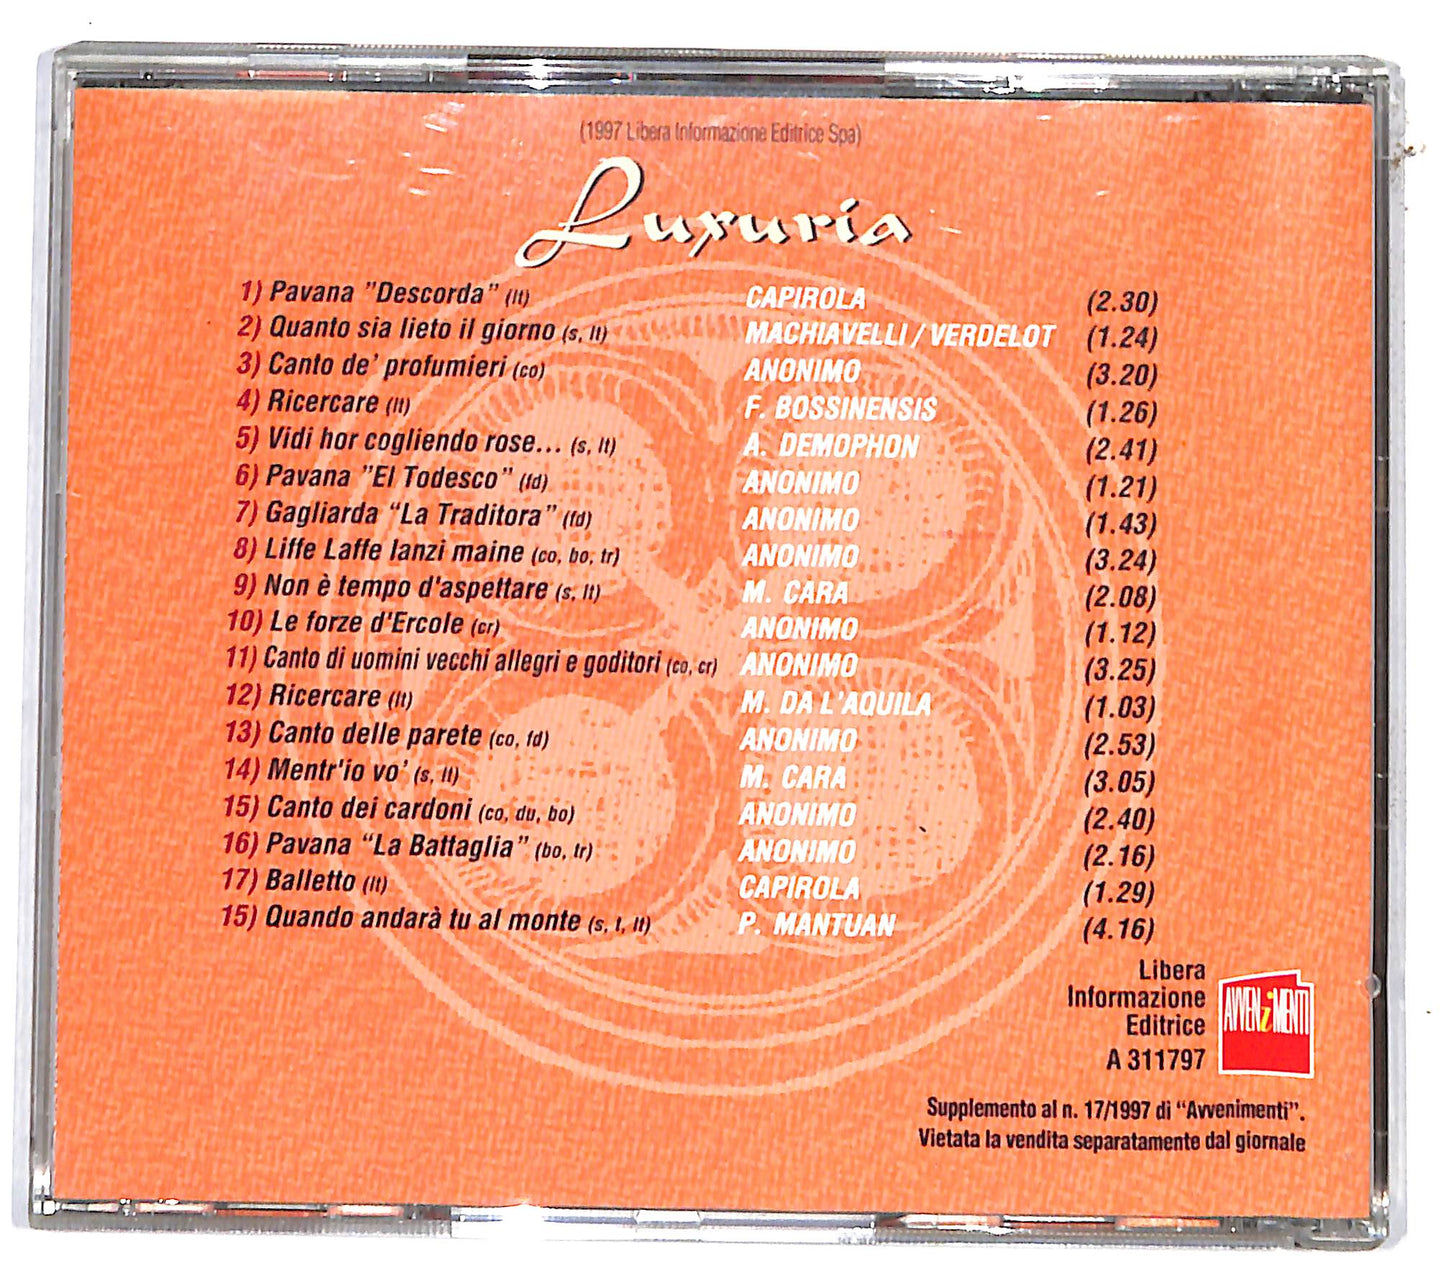 (1997 Libera Informazione Editrice Spa)
Luxuria
1) Pavana "Descorda" (lt) CAPIROLA (2.30)
2) Quanto sia lieto il giorno (s, lt) MACHIAVELLI / VERDELOT (1.24)
3) Canto de' profumieri (co) ANONIMO (3.20)
4) Ricercare (lt) F. BOSSINENSIS (1.26)
5) Vidi hor cogliendo rose... (s, lt) A. DEMOPHON (2.41)
6) Pavana "El Todesco" (fd) ANONIMO (1.21)
7) Gagliarda "La Traditora" (fd) ANONIMO (1.43)
8) Liffe Laffe lanzi maine (co, bo, tr) ANONIMO (3.24)
9) Non è tempo d'aspettare (s, lt) M. CARA (2.08)
10) Le forze d'Ercole (cr) ANONIMO (1.12)
11) Canto di uomini vecchi allegri e goditori (co, cr) ANONIMO (3.25)
12) Ricercare (lt) M. DA L'AQUILA (1.03)
13) Canto delle parete (co, fd) ANONIMO (2.53)
14) Mentr'io vo' (s, lt) M. CARA (3.05)
15) Canto dei cardoni (co, du, bo) ANONIMO (2.40)
16) Pavana "La Battaglia" (bo, tr) ANONIMO (2.16)
17) Balletto (lt) CAPIROLA (1.29)
15) Quando andarà tu al monte (s, t, lt) P. MANTUAN (4.16)
Libera
Informazione
Editrice
A 311797
AVVENiMENTI
Supplemento al n. 17/1997 di "Avvenimenti".
Vietata la vendita separatamente dal giornale